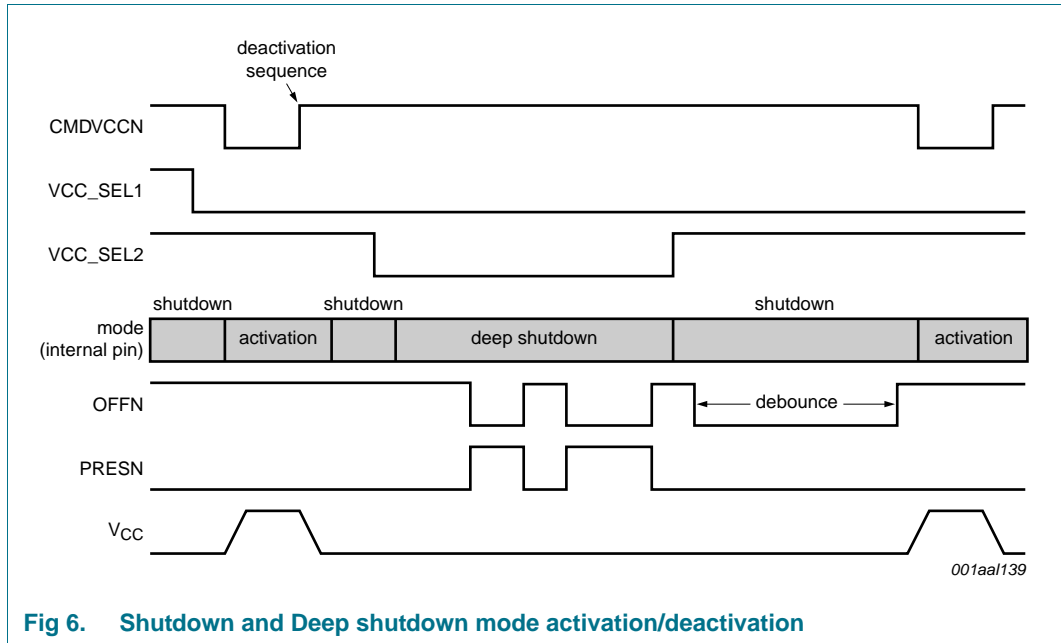 deactivation
sequence
CMDVCCN
VCC_SEL1
VCC_SEL2
shutdown shutdown shutdown
mode
(internal pin)
activation deep shutdown activation
OFFN
debounce
PRESN
VCC
001aal139
Fig 6. Shutdown and Deep shutdown mode activation/deactivation